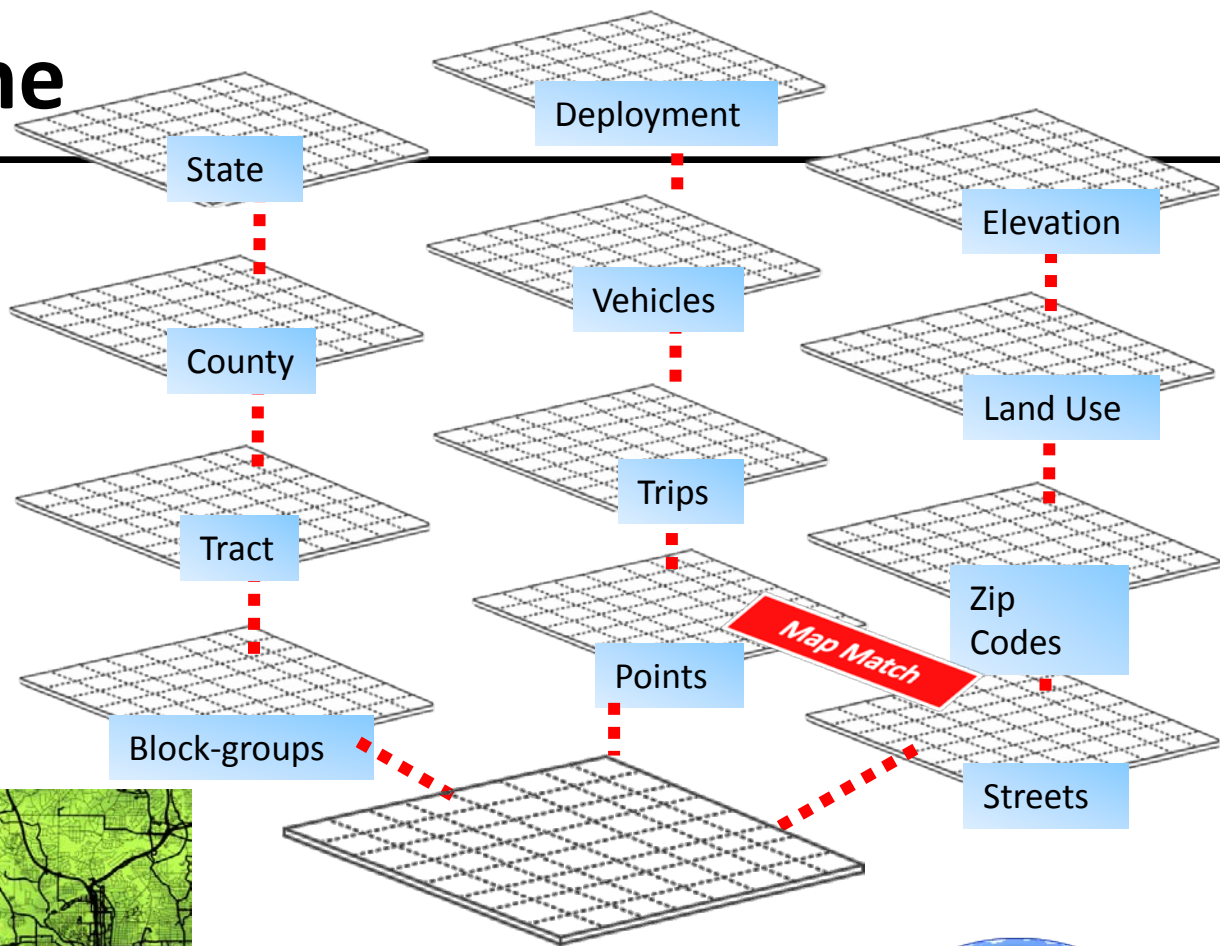 ne
Deployment
State
Elevation
Vehicles
County
Land Use
Trips
Tract
Zip
Codes
Map Match
Points
Block-groups
Streets